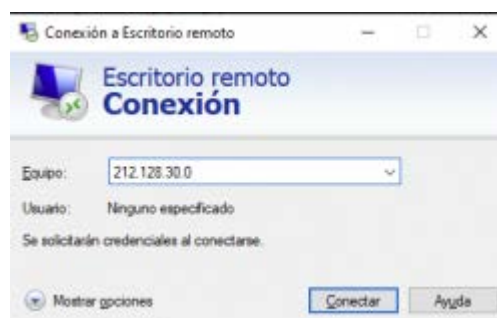 Conexión a Escritorio remoto
Escritorio remoto
Conexión
Equipo: 212.128.30.0
Usuario: Ninguno especificado
Se solicitarán credenciales al conectarse.
Mostrar opciones Conectar Ayuda